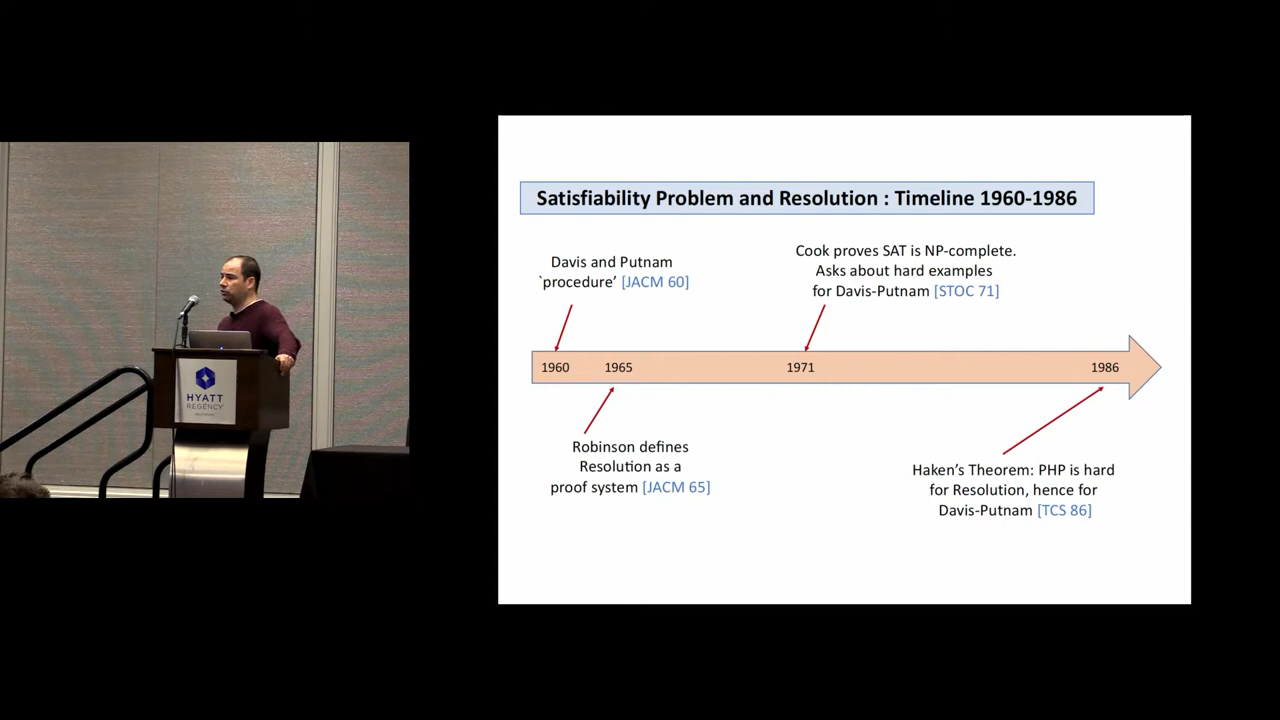 Satisfiability Problem and Resolution : Timeline 1960-1986
Davis and Putnam
`procedure’ [JACM 60]
Cook proves SAT is NP-complete.
Asks about hard examples
for Davis-Putnam [STOC 71]
1960
1965
1971
1986
Robinson defines
Resolution as a
proof system [JACM 65]
Haken’s Theorem: PHP is hard
for Resolution, hence for
Davis-Putnam [TCS 86]
HYATT
REGENCY